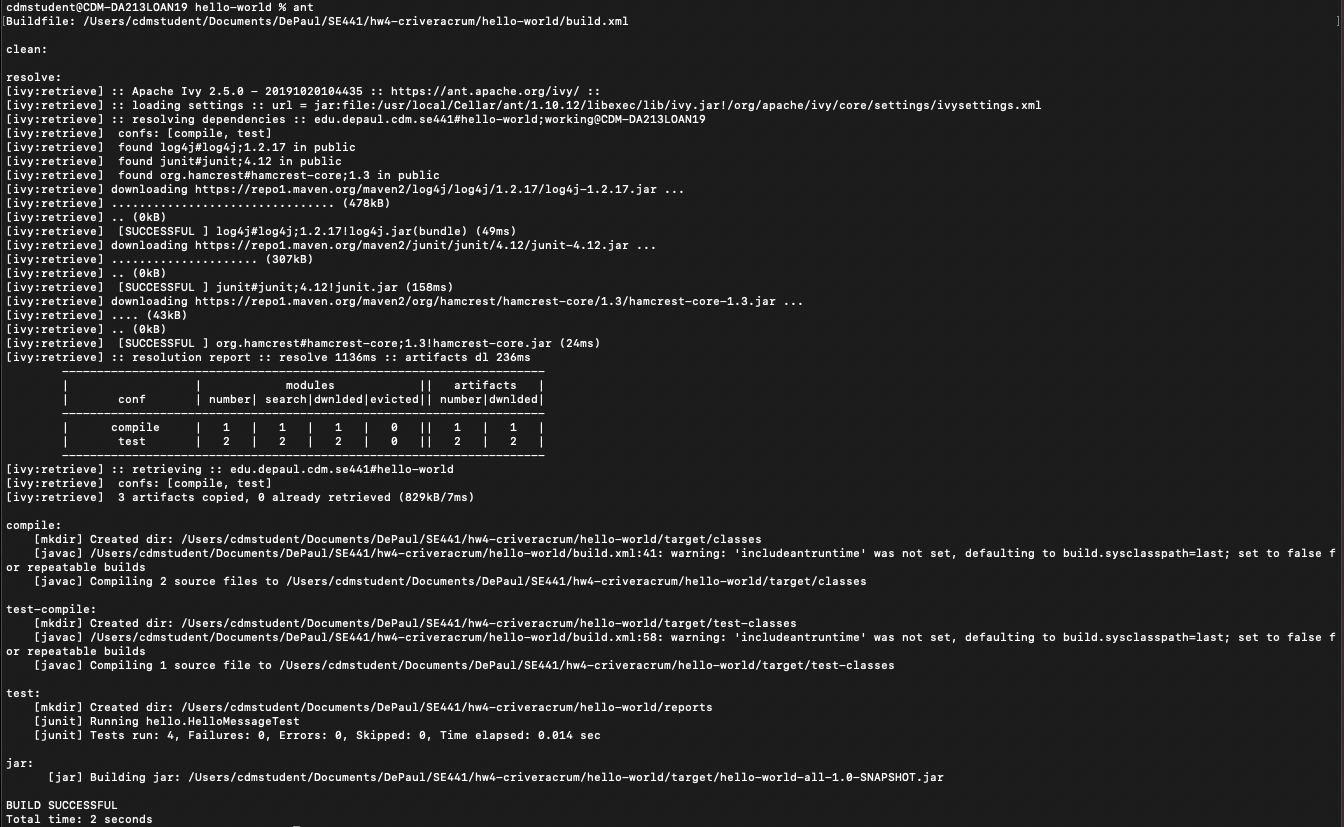 cdmstudent@CDM-DA213LOAN19 hello-world % ant
[Buildfile: /Users/cdmstudent/Documents/DePaul/SE441/hw4-criveracrum/hello-world/build.xml ]

clean:

resolve:
[ivy:retrieve] :: Apache Ivy 2.5.0 - 20191020104435 :: https://ant.apache.org/ivy/ ::
[ivy:retrieve] :: loading settings :: url = jar:file:/usr/local/Cellar/ant/1.10.12/libexec/lib/ivy.jar!/org/apache/ivy/core/settings/ivysettings.xml
[ivy:retrieve] :: resolving dependencies :: edu.depaul.cdm.se441#hello-world;working@CDM-DA213LOAN19
[ivy:retrieve]  confs: [compile, test]
[ivy:retrieve]  found log4j#log4j;1.2.17 in public
[ivy:retrieve]  found junit#junit;4.12 in public
[ivy:retrieve]  found org.hamcrest#hamcrest-core;1.3 in public
[ivy:retrieve] downloading https://repo1.maven.org/maven2/log4j/log4j/1.2.17/log4j-1.2.17.jar ...
[ivy:retrieve] ................................ (478kB)
[ivy:retrieve] .. (0kB)
[ivy:retrieve]  [SUCCESSFUL ] log4j#log4j;1.2.17!log4j.jar(bundle) (49ms)
[ivy:retrieve] downloading https://repo1.maven.org/maven2/junit/junit/4.12/junit-4.12.jar ...
[ivy:retrieve] ..................... (307kB)
[ivy:retrieve] .. (0kB)
[ivy:retrieve]  [SUCCESSFUL ] junit#junit;4.12!junit.jar (158ms)
[ivy:retrieve] downloading https://repo1.maven.org/maven2/org/hamcrest/hamcrest-core/1.3/hamcrest-core-1.3.jar ...
[ivy:retrieve] .... (43kB)
[ivy:retrieve] .. (0kB)
[ivy:retrieve]  [SUCCESSFUL ] org.hamcrest#hamcrest-core;1.3!hamcrest-core.jar (24ms)
[ivy:retrieve] :: resolution report :: resolve 1136ms :: artifacts dl 236ms
        ---------------------------------------------------------------------
        |                  |            modules            ||   artifacts   |
        |       conf       | number| search|dwnlded|evicted|| number|dwnlded|
        ---------------------------------------------------------------------
        |      compile     |   1   |   1   |   1   |   0   ||   1   |   1   |
        |       test       |   2   |   2   |   2   |   0   ||   2   |   2   |
        ---------------------------------------------------------------------
[ivy:retrieve] :: retrieving :: edu.depaul.cdm.se441#hello-world
[ivy:retrieve]  confs: [compile, test]
[ivy:retrieve]  3 artifacts copied, 0 already retrieved (829kB/7ms)

compile:
    [mkdir] Created dir: /Users/cdmstudent/Documents/DePaul/SE441/hw4-criveracrum/hello-world/target/classes
    [javac] /Users/cdmstudent/Documents/DePaul/SE441/hw4-criveracrum/hello-world/build.xml:41: warning: 'includeantruntime' was not set, defaulting to build.sysclasspath=last; set to false f
or repeatable builds
    [javac] Compiling 2 source files to /Users/cdmstudent/Documents/DePaul/SE441/hw4-criveracrum/hello-world/target/classes

test-compile:
    [mkdir] Created dir: /Users/cdmstudent/Documents/DePaul/SE441/hw4-criveracrum/hello-world/target/test-classes
    [javac] /Users/cdmstudent/Documents/DePaul/SE441/hw4-criveracrum/hello-world/build.xml:58: warning: 'includeantruntime' was not set, defaulting to build.sysclasspath=last; set to false f
or repeatable builds
    [javac] Compiling 1 source file to /Users/cdmstudent/Documents/DePaul/SE441/hw4-criveracrum/hello-world/target/test-classes

test:
    [mkdir] Created dir: /Users/cdmstudent/Documents/DePaul/SE441/hw4-criveracrum/hello-world/reports
    [junit] Running hello.HelloMessageTest
    [junit] Tests run: 4, Failures: 0, Errors: 0, Skipped: 0, Time elapsed: 0.014 sec

jar:
      [jar] Building jar: /Users/cdmstudent/Documents/DePaul/SE441/hw4-criveracrum/hello-world/target/hello-world-all-1.0-SNAPSHOT.jar

BUILD SUCCESSFUL
Total time: 2 seconds